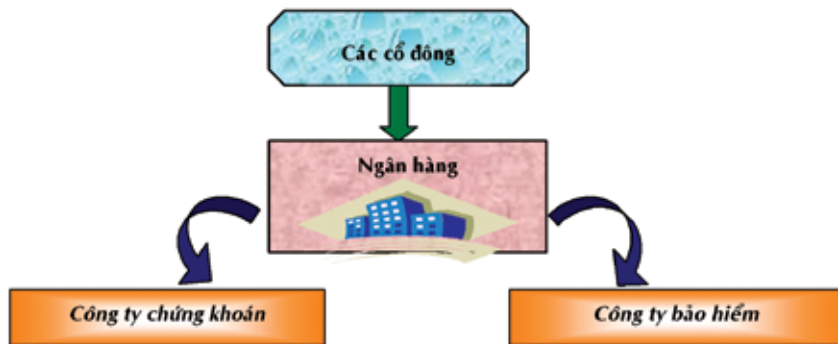 Các cổ đông
Ngân hàng
Công ty chứng khoán
Công ty bảo hiểm